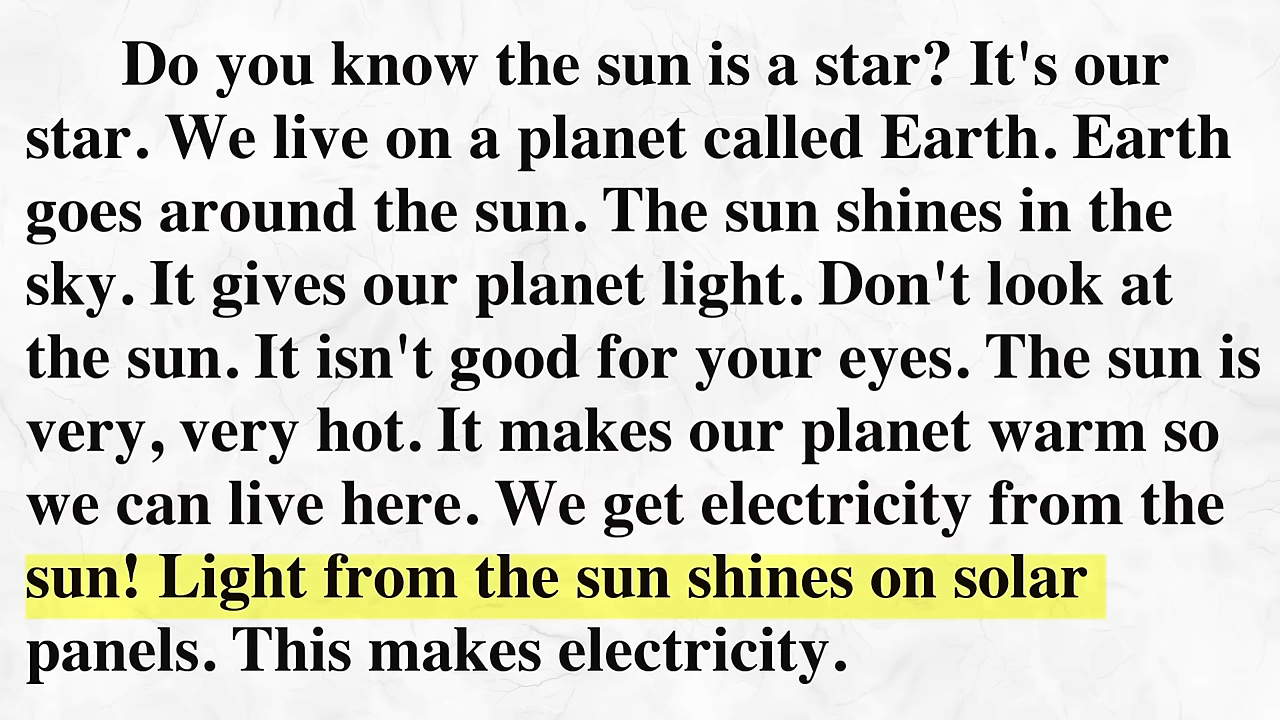 Do you know the sun is a star? It's our
star. We live on a planet called Earth. Earth
goes around the sun. The sun shines in the
sky. It gives our planet light. Don't look at
the sun. It isn't good for your eyes. The sun is
very, very hot. It makes our planet warm so
we can live here. We get electricity from the
sun! Light from the sun shines on solar
panels. This makes electricity.